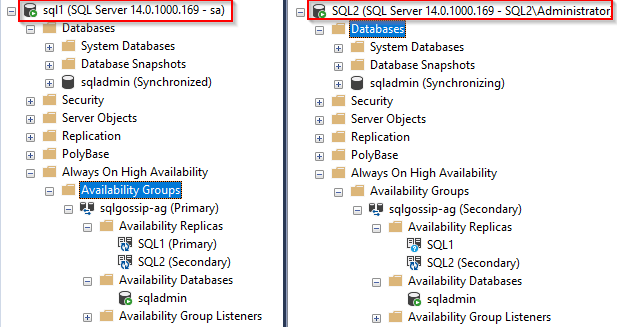 sql1 (SQL Server 14.0.1000.169 - sa)
Databases
System Databases
Database Snapshots
sqladmin (Synchronized)
Security
Server Objects
Replication
PolyBase
Always On High Availability
Availability Groups
sqlgossip-ag (Primary)
Availability Replicas
SQL1 (Primary)
SQL2 (Secondary)
Availability Databases
sqladmin
Availability Group Listeners
SQL2 (SQL Server 14.0.1000.169 - SQL2\Administrator
Databases
System Databases
Database Snapshots
sqladmin (Synchronizing)
Security
Server Objects
Replication
PolyBase
Always On High Availability
Availability Groups
sqlgossip-ag (Secondary)
Availability Replicas
SQL1
SQL2 (Secondary)
Availability Databases
sqladmin
Availability Group Listeners